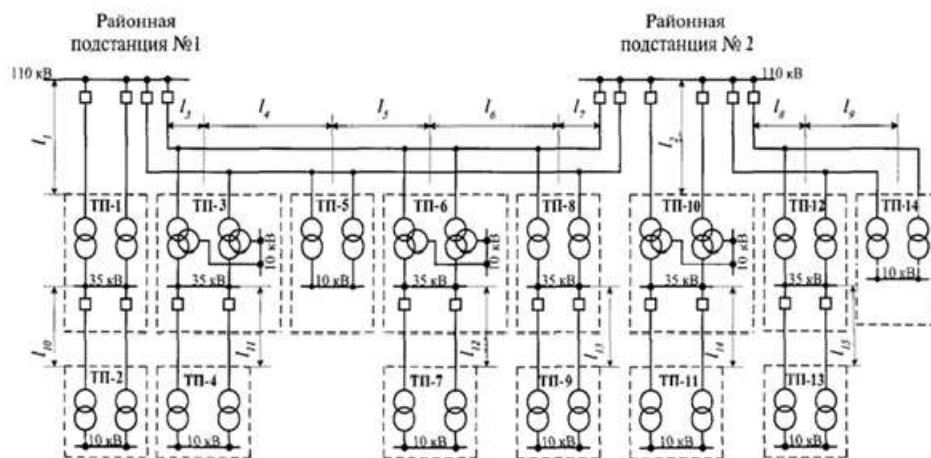 Районная
подстанция №1
Районная
подстанция № 2
110 кВ
110 кВ
l₃
l₄
l₅
l₆
l₇
l₈
l₉
l₁
l₂
ТП-1
ТП-3
ТП-5
ТП-6
ТП-8
ТП-10
ТП-12
ТП-14
10 кВ
10 кВ
10 кВ
35 кВ
35 кВ
10 кВ
35 кВ
35 кВ
35 кВ
35 кВ
110 кВ
l₁₀
l₁₁
l₁₂
l₁₃
l₁₄
l₁₅
ТП-2
ТП-4
ТП-7
ТП-9
ТП-11
ТП-13
10 кВ
10 кВ
10 кВ
10 кВ
10 кВ
10 кВ